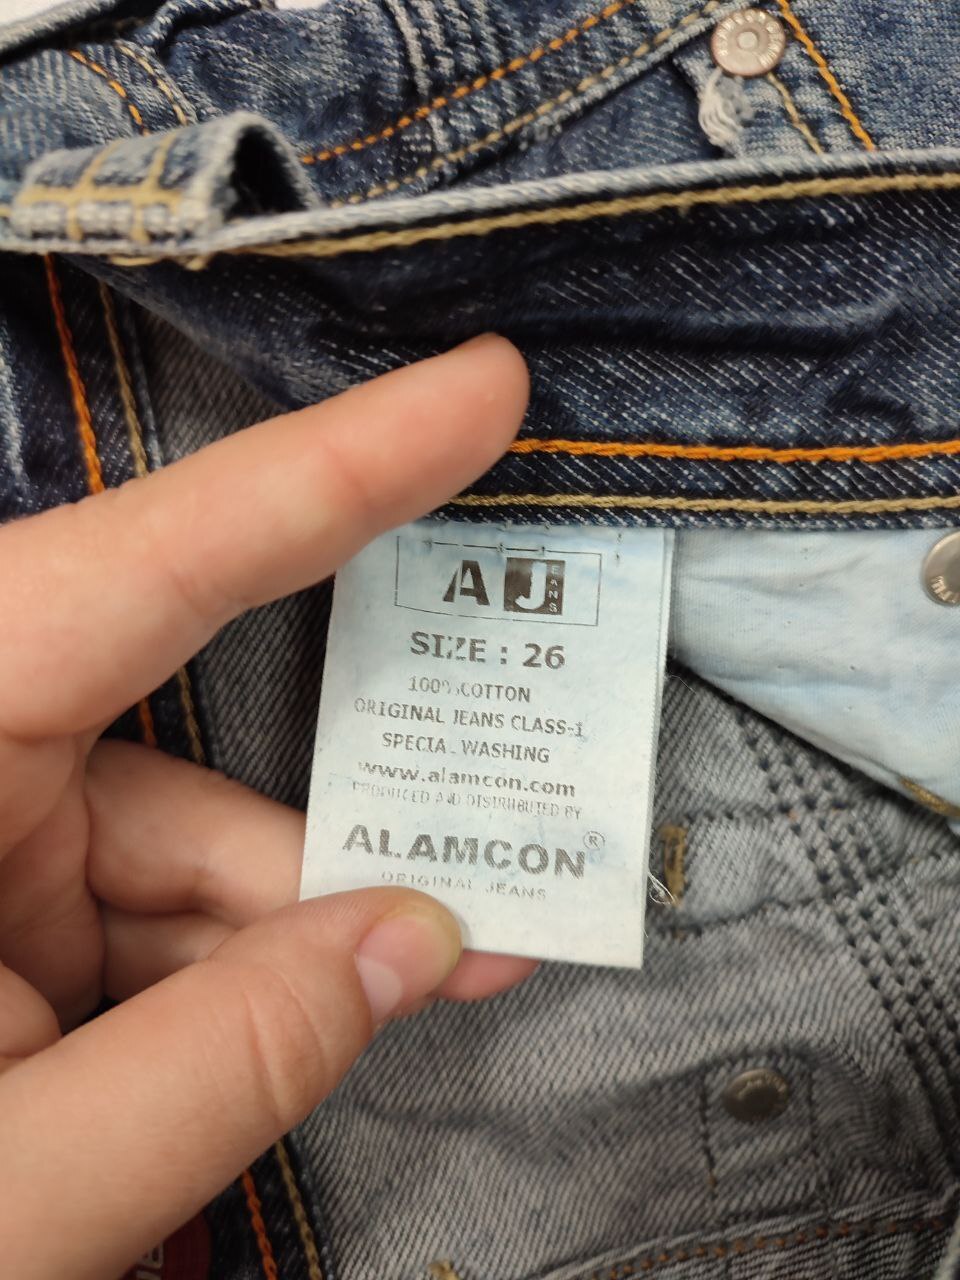 A JEANS
SIZE : 26
100% COTTON
ORIGINAL JEANS CLASS-1
SPECIAL WASHING
www.alamcon.com
PRODUCED AND DISTRIBUTED BY
ALAMCON®
ORIGINAL JEANS